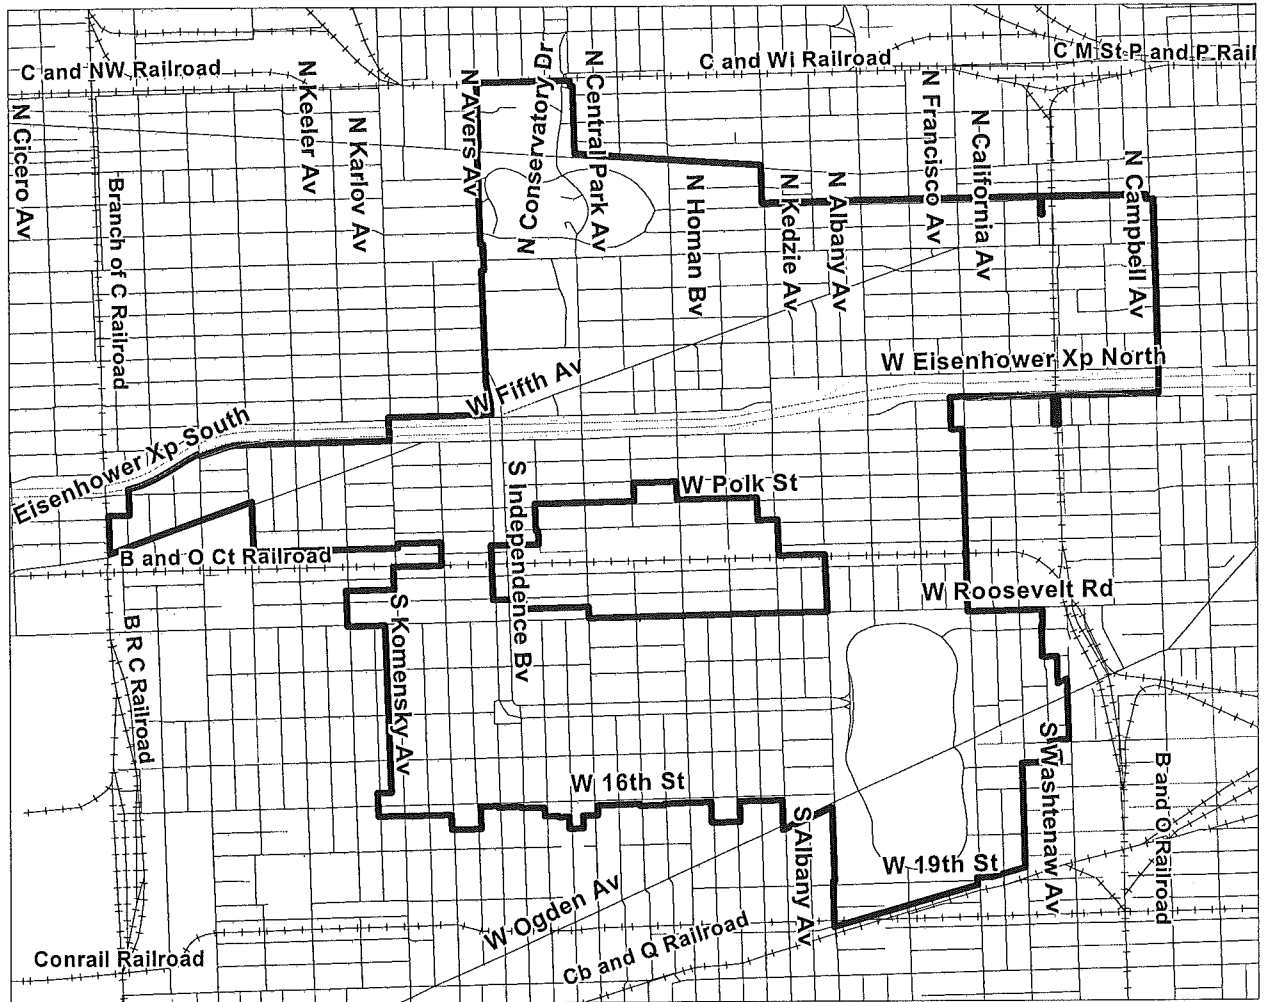 C and NW Railroad
C and Wi Railroad
C M St P and P Rail
N Cicero Av
N Keeler Av
N Karlov Av
N Avers Av
N Conservatory Dr
N Central Park Av
N Homan Bv
N Kedzie Av
N Albany Av
N Francisco Av
N California Av
N Campbell Av
Branch of C Railroad
W Eisenhower Xp North
W Fifth Av
Eisenhower Xp South
S Independence Bv
W Polk St
B and O Ct Railroad
W Roosevelt Rd
B R C Railroad
S Komensky Av
W 16th St
S Washtenaw Av
B and O Railroad
S Albany Av
W 19th St
W Ogden Av
Cb and Q Railroad
Conrail Railroad